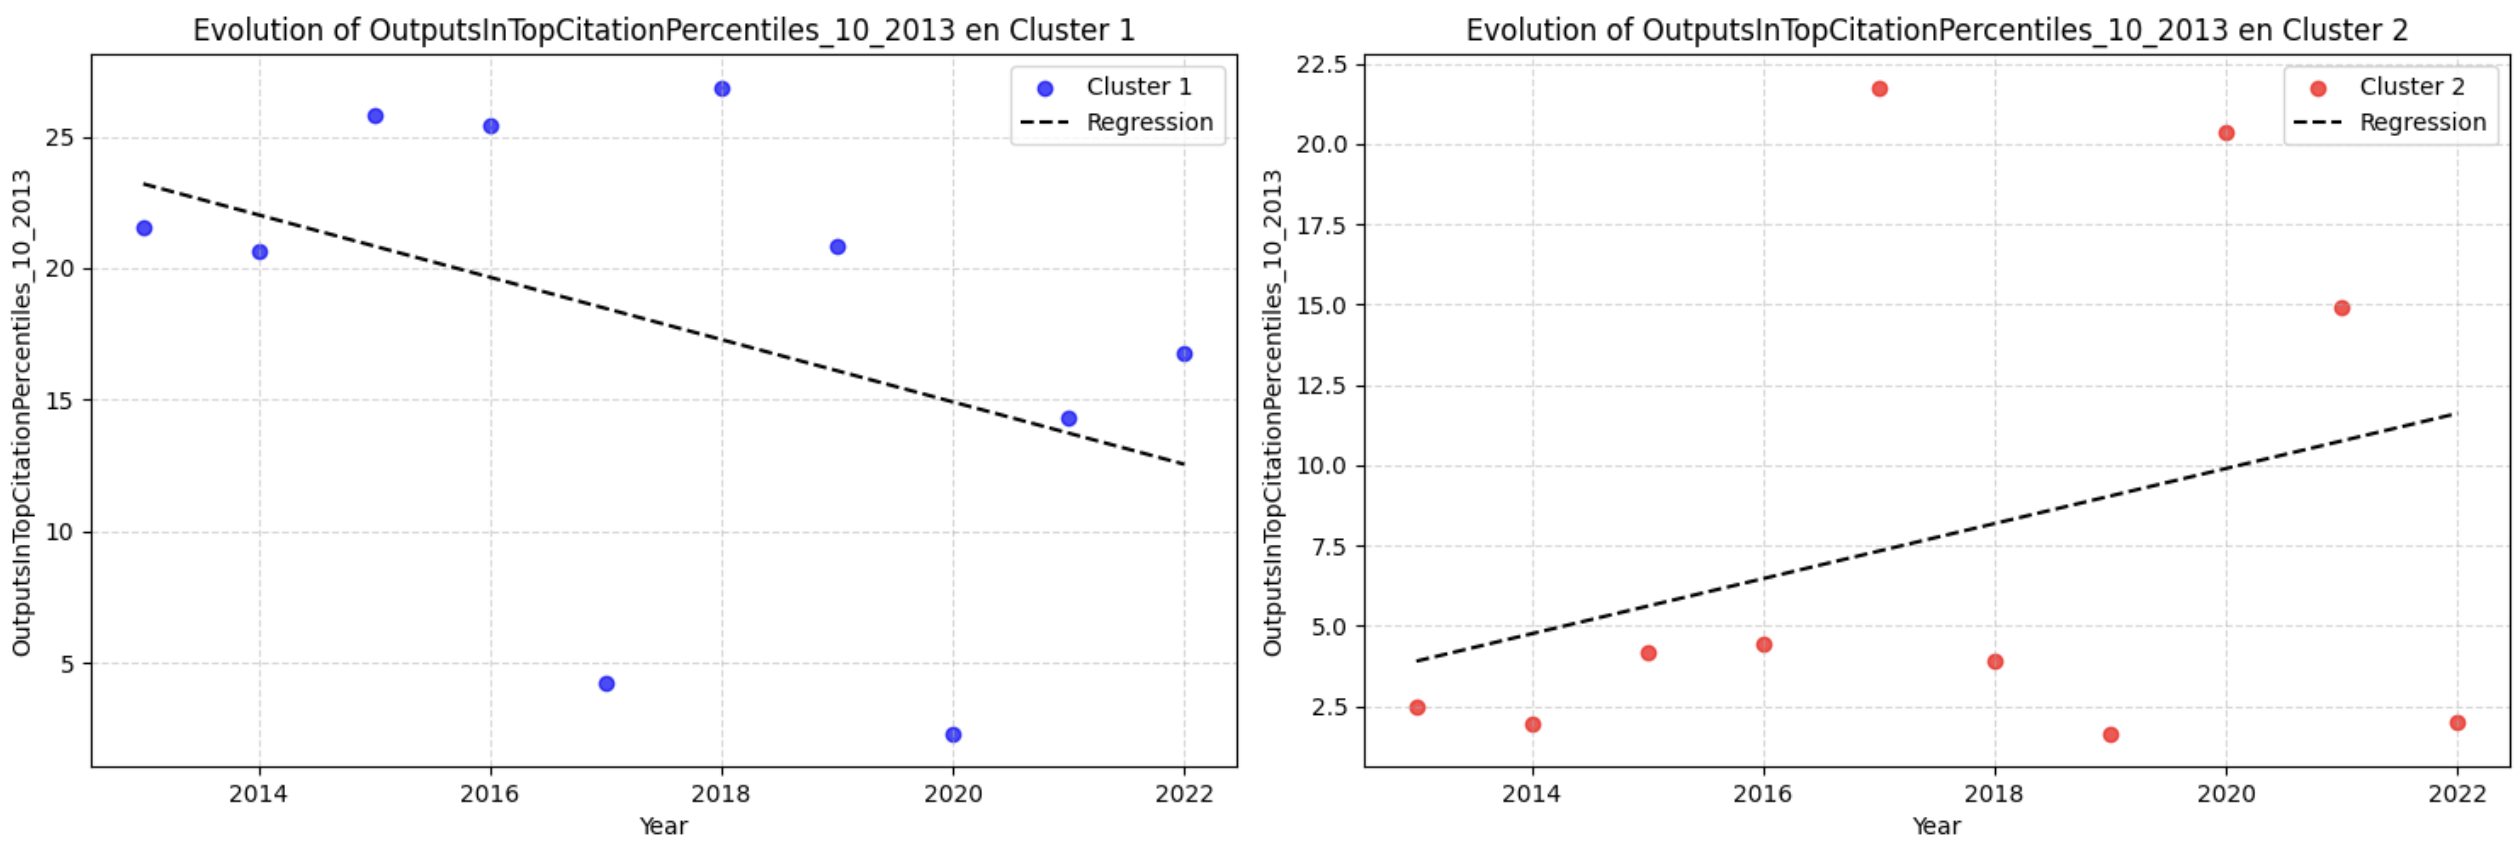 Evolution of OutputsInTopCitationPercentiles_10_2013 en Cluster 1
Cluster 1
Regression
OutputsInTopCitationPercentiles_10_2013
25
20
15
10
5
2014
2016
2018
2020
2022
Year
Evolution of OutputsInTopCitationPercentiles_10_2013 en Cluster 2
Cluster 2
Regression
OutputsInTopCitationPercentiles_10_2013
22.5
20.0
17.5
15.0
12.5
10.0
7.5
5.0
2.5
2014
2016
2018
2020
2022
Year